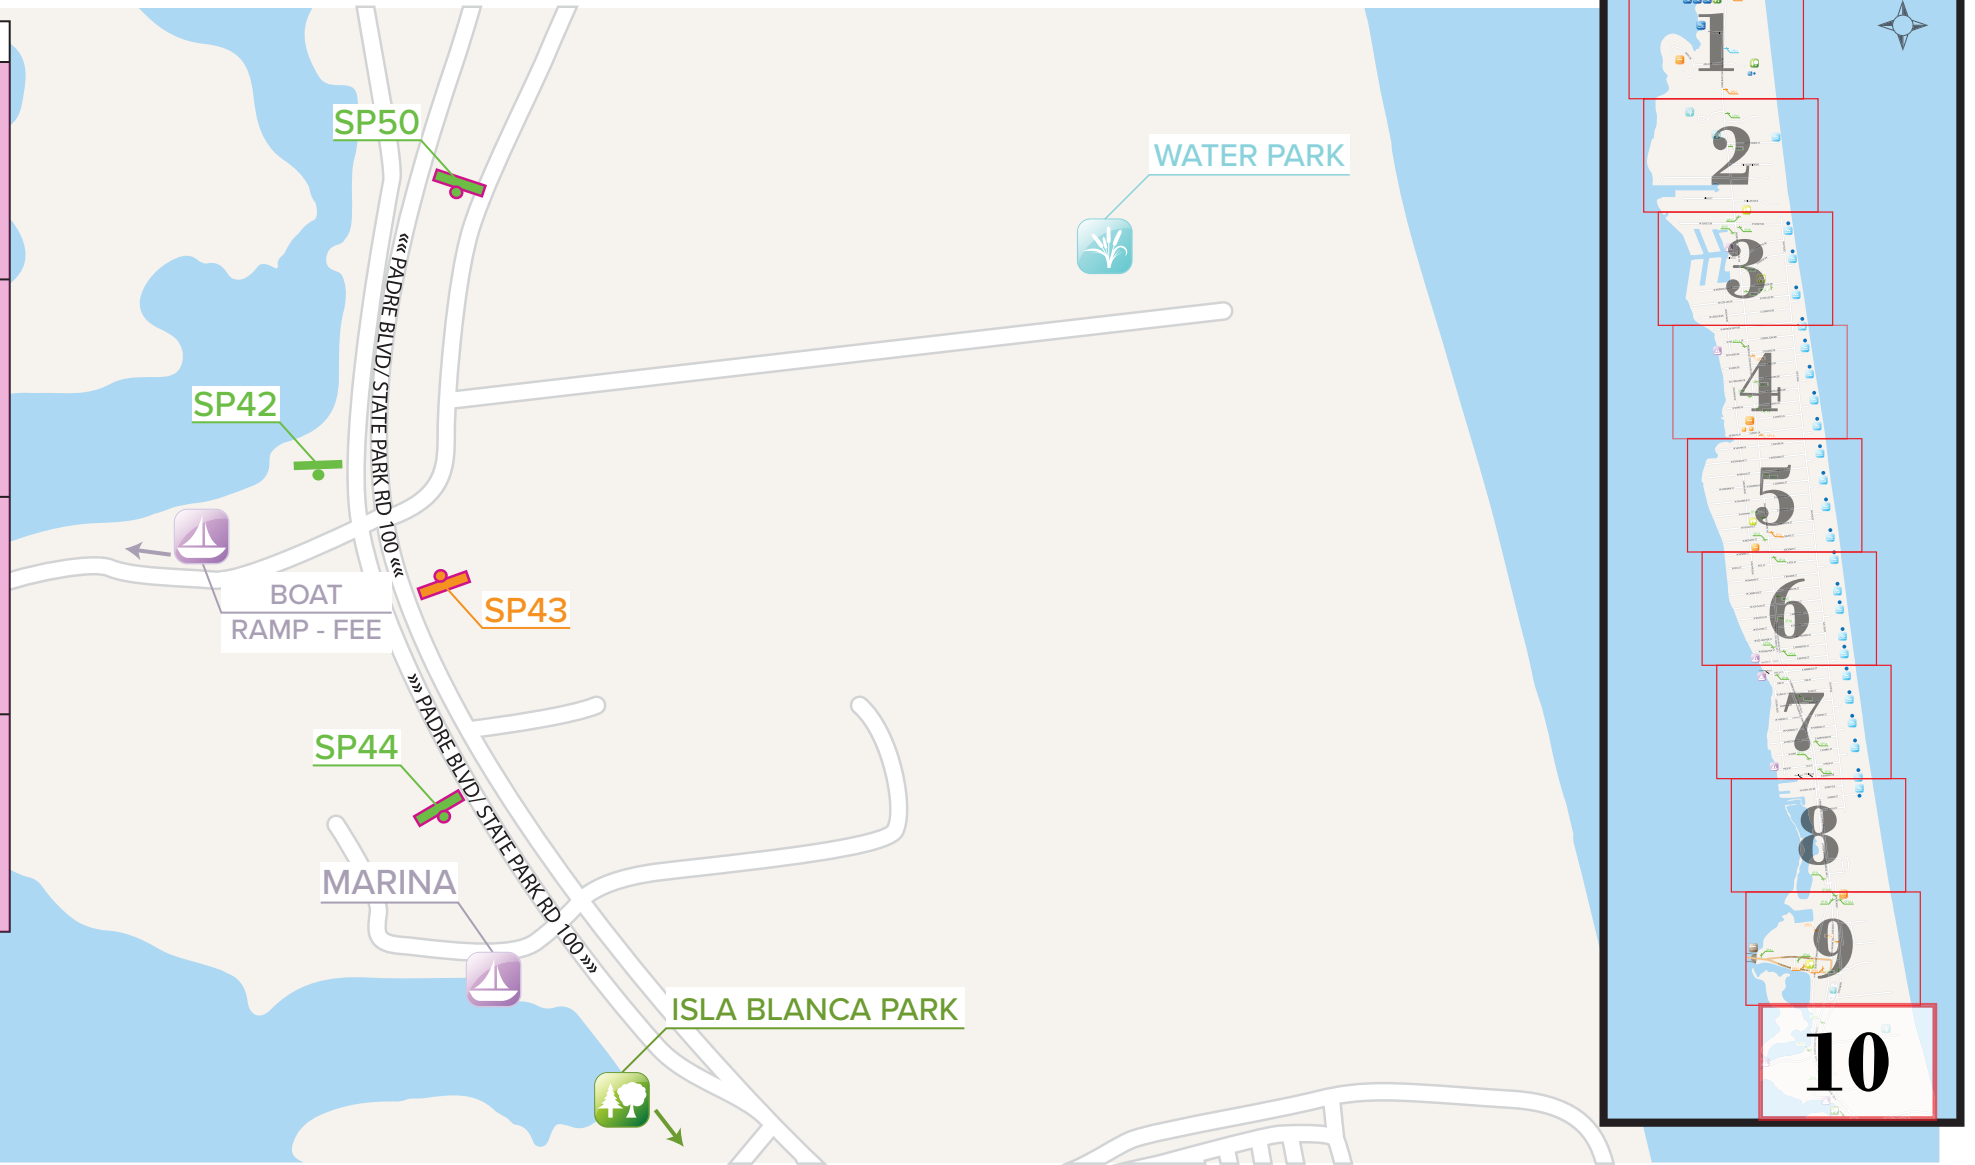 SP50
WATER PARK
‹‹‹ PADRE BLVD/ STATE PARK RD 100 ‹‹‹
SP42
BOAT
RAMP - FEE
SP43
››› PADRE BLVD/ STATE PARK RD 100 ›››
SP44
MARINA
ISLA BLANCA PARK
1
2
3
4
5
6
7
8
9
10